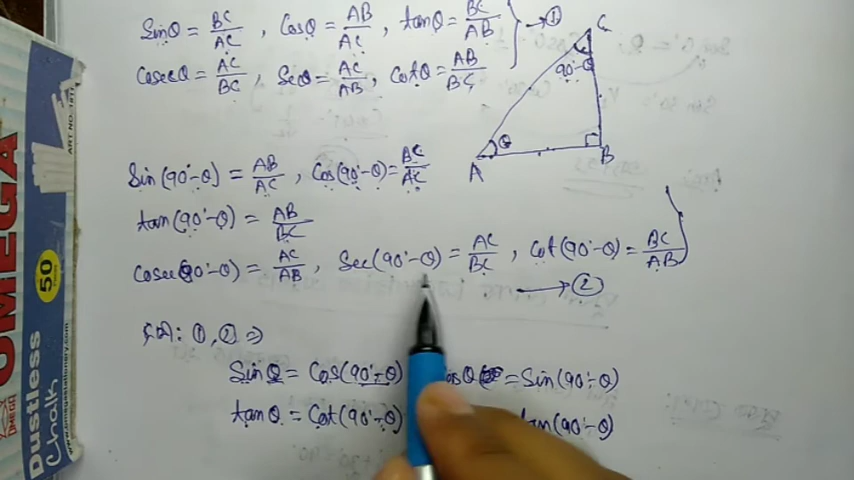 Sinθ = BC/AC , Cosθ = AB/AC , tanθ = BC/AB → ①
Cosecθ = AC/BC , Secθ = AC/AB , Cotθ = AB/BC
C
90°-θ
θ
A
B
Sin(90°-θ) = AB/AC , Cos(90°-θ) = BC/AC
tan(90°-θ) = AB/BC
Cosec(90°-θ) = AC/AB , Sec(90°-θ) = AC/BC , Cot(90°-θ) = BC/AB
→ ②
①, ② ⇒
Sinθ = Cos(90°-θ) osθ = Sin(90°-θ)
tanθ = Cot(90°-θ) tan(90°-θ)
OMEGA
Dustless
Chalk